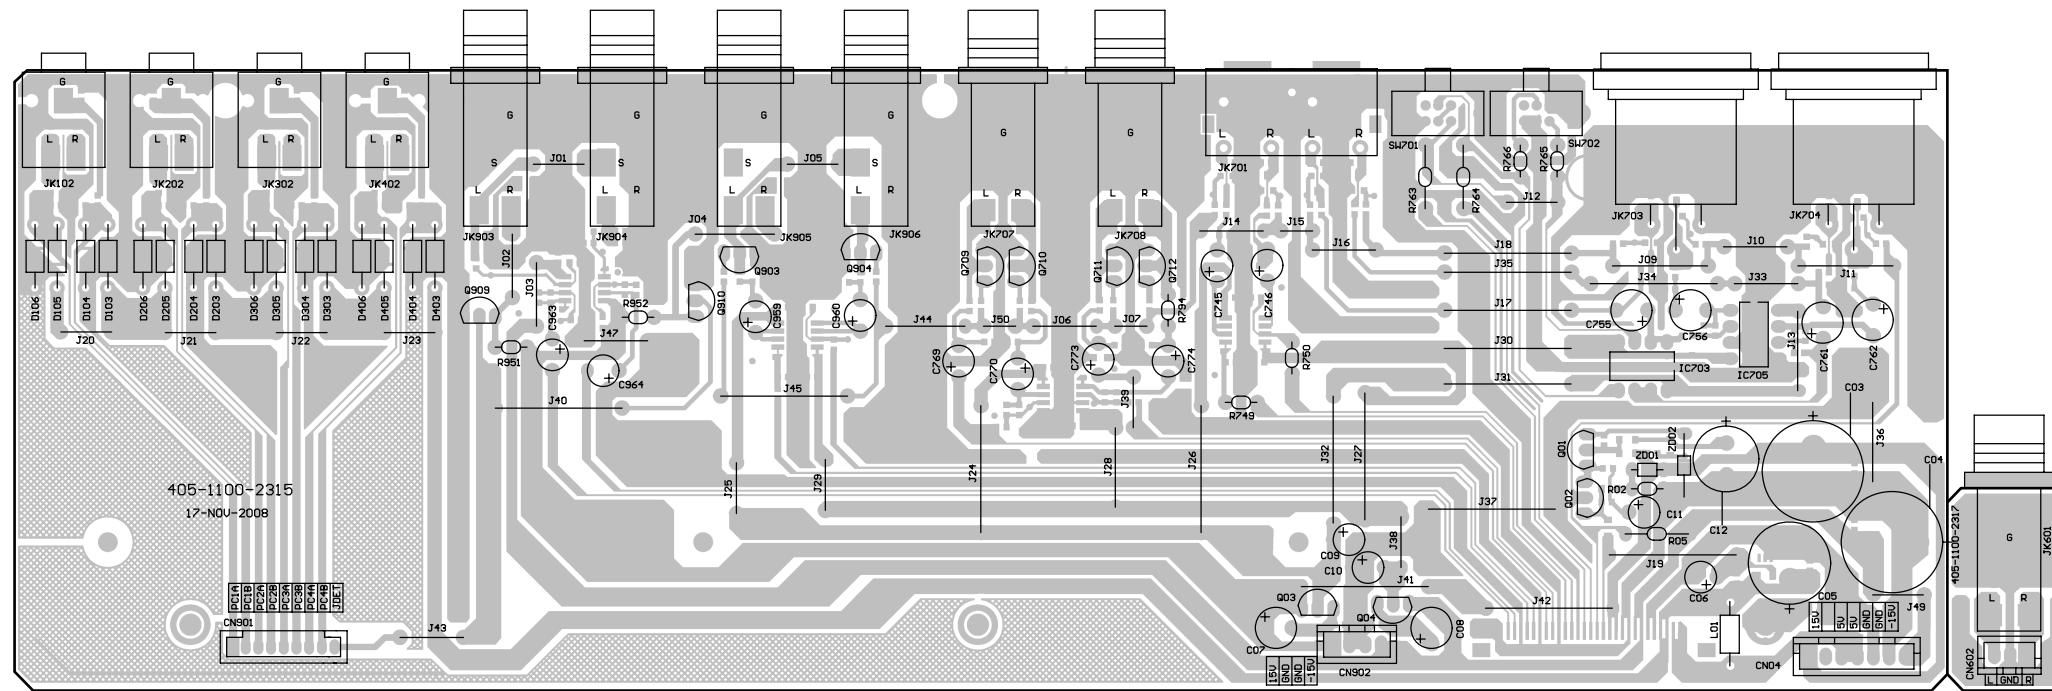 G G G G
L R L R L R L R
JK102 JK202 JK302 JK402
G G G G G G
S J01 S S J05 S
L R L R L R L R L R L R
JK903 JK904 JK905 JK906 JK707 JK708
L R L R
JK701
SW701 SW702
R763 R764 R766 R765
J12
JK703 JK704
J02 J03 J04 J14 J15 J16 J18 J35 J09 J10 J11 J34 J33
Q909 Q910 Q903 Q904 Q709 Q710 Q711 Q712
D106 D105 D104 D103 D206 D205 D204 D203 D306 D305 D304 D303 D406 D405 D404 D403
J20 J21 J22 J23
C963 R952 C959 C960 R794 C745 C746 J17 C755 C756
J47 J44 J50 J06 J07 J30 J13 C761 C762
R951 C964 C769 C770 C773 C774 R750 IC703 IC705
J40 J45 J39 R749 J31 C03
J25 J29 J24 J28 J26 J32 J27 J36 C04
Q01 ZD01 ZD02
Q02 R02 C11 C12
R05
J37
405-1100-2315
17-NOV-2008
405-1100-2317
G
JK601
L R
C09 C10 J38 J19
J41 J42 C06 C05 J49
Q03 Q04
C07 C08 L01
PC1A
PC1B
PC2A
PC2B
PC3A
PC3B
PC4A
PC4B
JDET
CN901
J43
15V
GND
GND
-15V
CN902
15V
5V
5V
GND
GND
-15V
CN04
CN602
L GND R